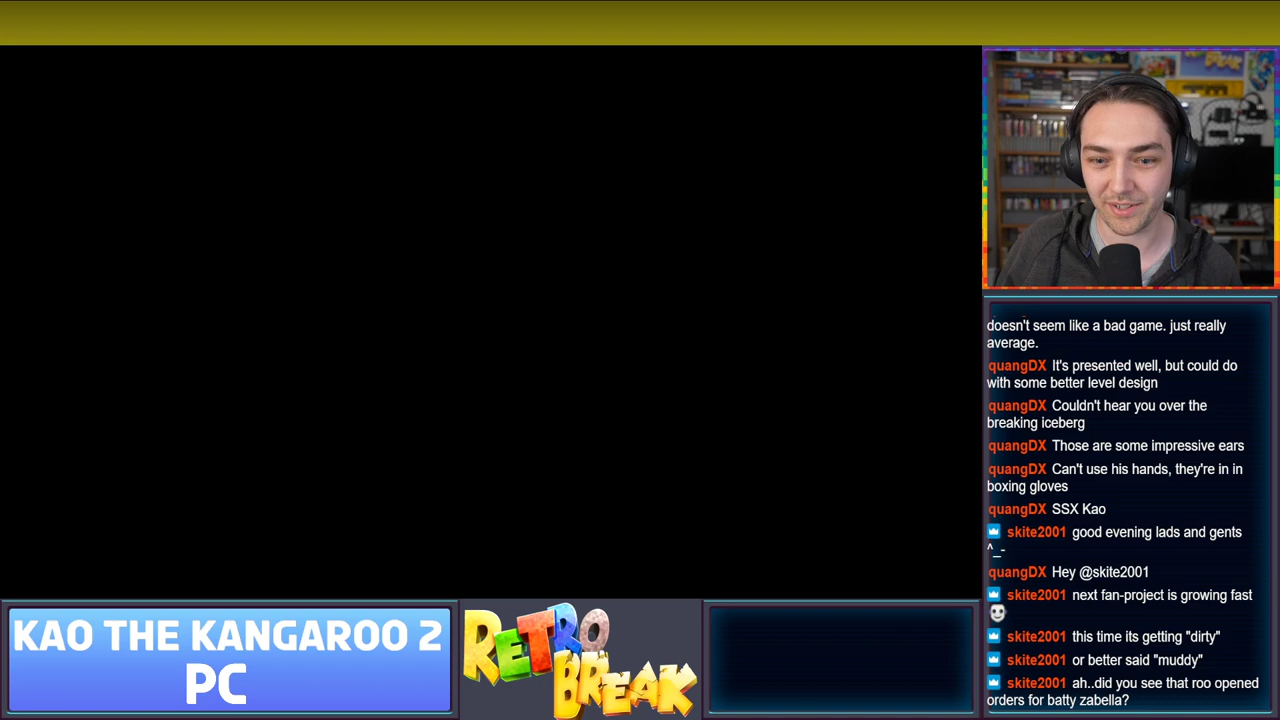 doesn't seem like a bad game. just really
average.
quangDX It's presented well, but could do
with some better level design
quangDX Couldn't hear you over the
breaking iceberg
quangDX Those are some impressive ears
quangDX Can't use his hands, they're in in
boxing gloves
quangDX SSX Kao
skite2001 good evening lads and gents
^_-
quangDX Hey @skite2001
skite2001 next fan-project is growing fast
skite2001 this time its getting "dirty"
skite2001 or better said "muddy"
skite2001 ah..did you see that roo opened
orders for batty zabella?
KAO THE KANGAROO 2
PC
RETRO
BREAK